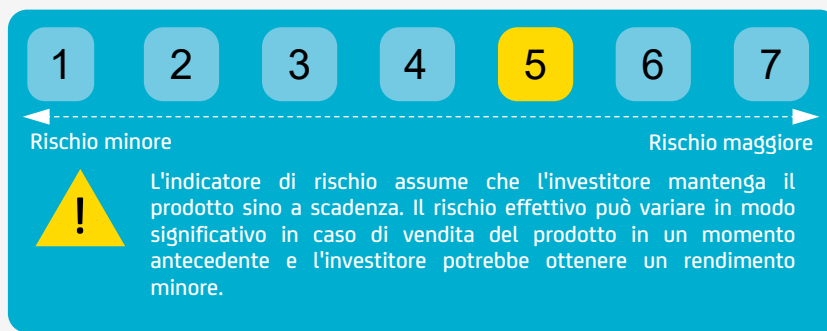 1 2 3 4 5 6 7
Rischio minore Rischio maggiore
!
L'indicatore di rischio assume che l'investitore mantenga il
prodotto sino a scadenza. Il rischio effettivo può variare in modo
significativo in caso di vendita del prodotto in un momento
antecedente e l'investitore potrebbe ottenere un rendimento
minore.